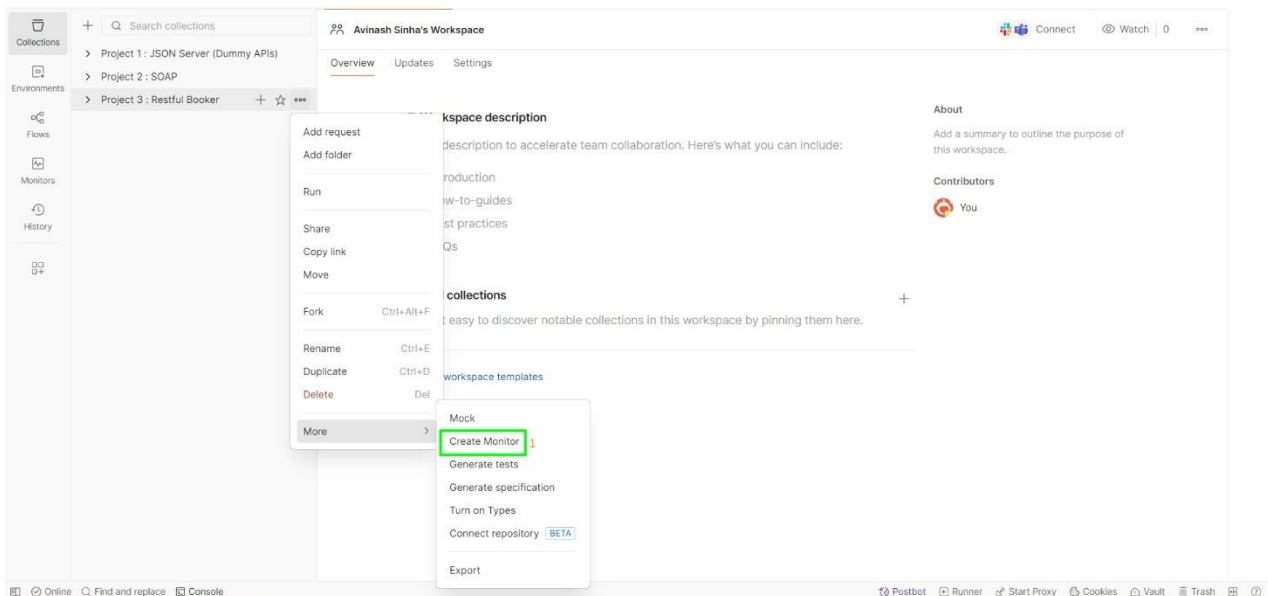 Collections
Environments
Flows
Monitors
History
Search collections
Project 1 : JSON Server (Dummy APIs)
Project 2 : SOAP
Project 3 : Restful Booker
Avinash Sinha's Workspace
Connect
Watch 0
Overview Updates Settings
kspace description
description to accelerate team collaboration. Here's what you can include:
roduction
w-to-guides
st practices
Qs
collections
t easy to discover notable collections in this workspace by pinning them here.
workspace templates
About
Add a summary to outline the purpose of
this workspace.
Contributors
You
Add request
Add folder
Run
Share
Copy link
Move
Fork Ctrl+Alt+F
Rename Ctrl+E
Duplicate Ctrl+D
Delete Del
More
Mock
Create Monitor 1
Generate tests
Generate specification
Turn on Types
Connect repository BETA
Export
Online Find and replace Console
Postbot Runner Start Proxy Cookies Vault Trash